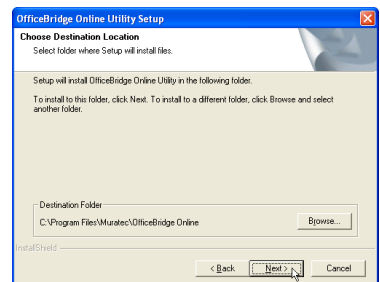 OfficeBridge Online Utility Setup
Choose Destination Location
Select folder where Setup will install files.
Setup will install OfficeBridge Online Utility in the following folder.
To install to this folder, click Next. To install to a different folder, click Browse and select
another folder.
Destination Folder
C:\Program Files\Muratec\OfficeBridge Online
Browse...
InstallShield
< Back
Next >
Cancel